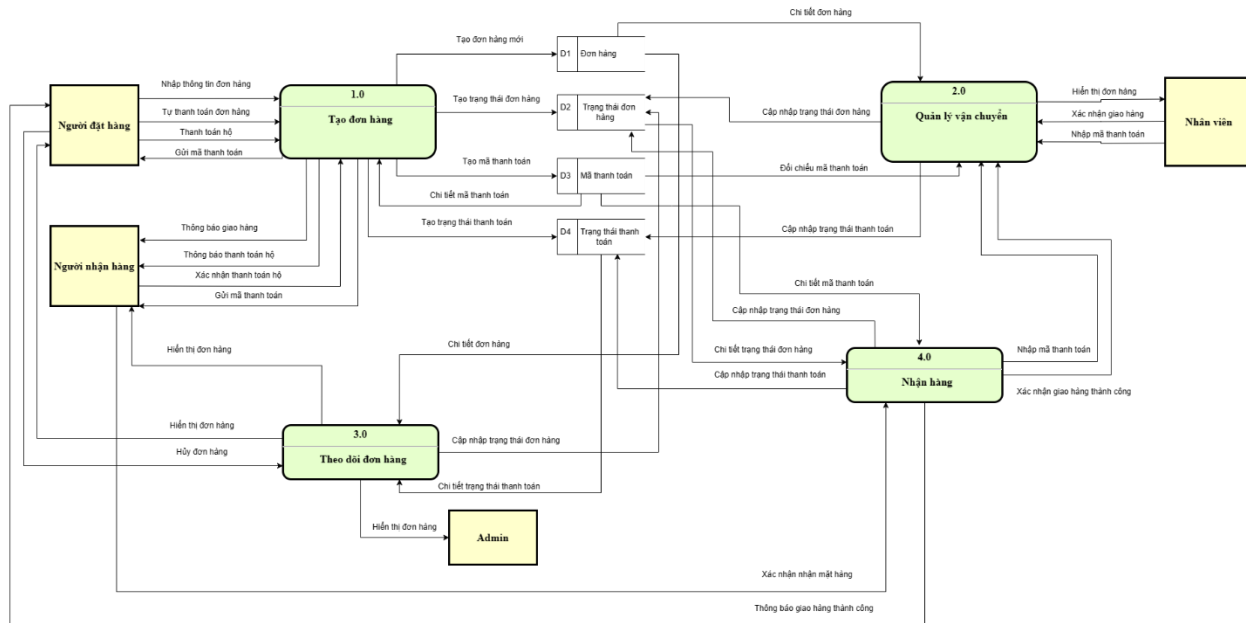 Chi tiết đơn hàng
Tạo đơn hàng mới
D1
Đơn hàng
Nhập thông tin đơn hàng
1.0
Tạo đơn hàng
Tự thanh toán đơn hàng
Người đặt hàng
Thanh toán hộ
Gửi mã thanh toán
Tạo trạng thái đơn hàng
D2
Trạng thái đơn
hàng
Cập nhập trạng thái đơn hàng
2.0
Quản lý vận chuyển
Hiển thị đơn hàng
Xác nhận giao hàng
Nhân viên
Nhập mã thanh toán
Tạo mã thanh toán
D3
Mã thanh toán
Đối chiếu mã thanh toán
Chi tiết mã thanh toán
Thông báo giao hàng
Tạo trạng thái thanh toán
D4
Trạng thái thanh
toán
Cập nhập trạng thái thanh toán
Thông báo thanh toán hộ
Người nhận hàng
Xác nhận thanh toán hộ
Gửi mã thanh toán
Chi tiết mã thanh toán
Cập nhập trạng thái đơn hàng
Hiển thị đơn hàng
Chi tiết đơn hàng
Chi tiết trạng thái đơn hàng
4.0
Nhận hàng
Nhập mã thanh toán
Cập nhập trạng thái thanh toán
Xác nhận giao hàng thành công
Hiển thị đơn hàng
3.0
Theo dõi đơn hàng
Cập nhập trạng thái đơn hàng
Hủy đơn hàng
Chi tiết trạng thái thanh toán
Hiển thị đơn hàng
Admin
Xác nhận nhận mặt hàng
Thông báo giao hàng thành công